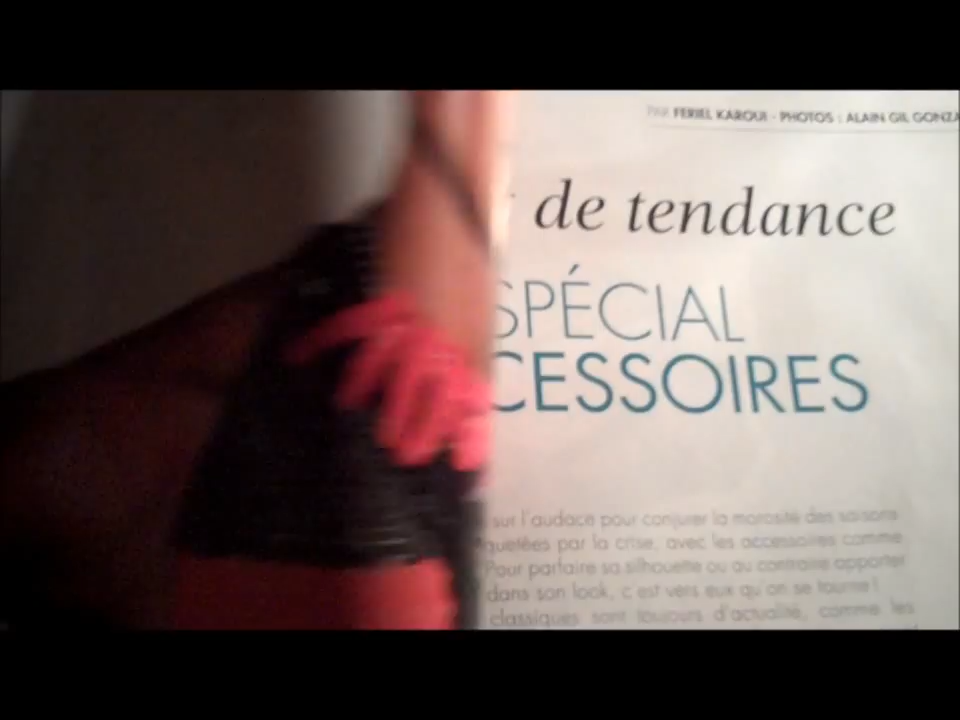 PAR FERIEL KAROUI - PHOTOS : ALAIN GIL GONZA
de tendance
SPÉCIAL
CESSOIRES
sur l'audace pour conjurer la morosité des saisons
quetées par la crise, avec les accessoires comme
Pour parfaire sa silhouette ou au contraire apporter
dans son look, c'est vers eux qu'on se tourne !
classiques sont toujours d'actualité, comme les